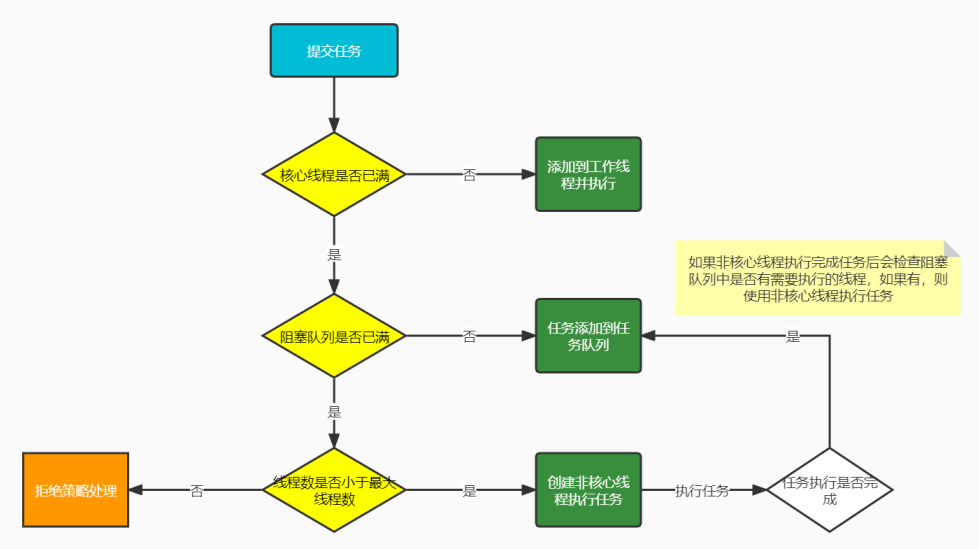 提交任务
核心线程是否已满
否
添加到工作线
程并执行
是
如果非核心线程执行完成任务后会检查阻塞
队列中是否有需要执行的线程，如果有，则
使用非核心线程执行任务
阻塞队列是否已满
否
任务添加到任
务队列
是
是
拒绝策略处理
否
线程数是否小于最大
线程数
是
创建非核心线
程执行任务
执行任务
任务执行是否完
成